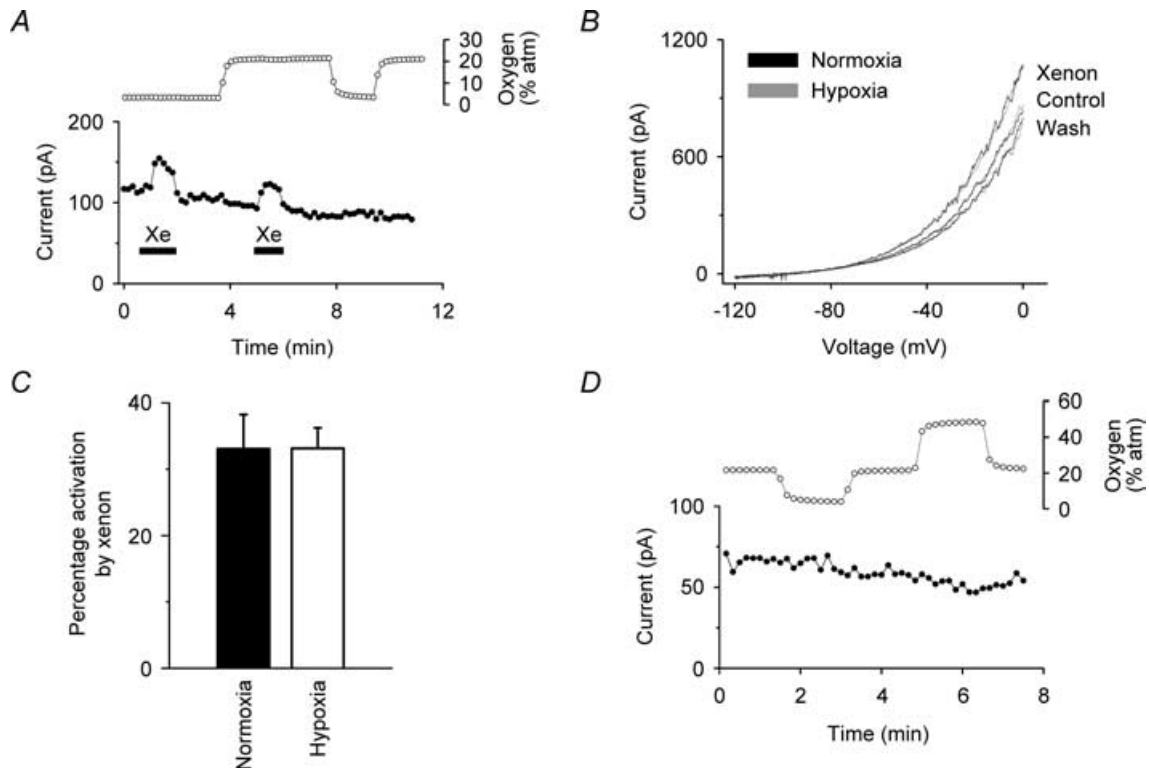 A
30
20
10
0
Oxygen
(% atm)
200
150
100
50
0
Current (pA)
Xe
Xe
0
4
8
12
Time (min)
B
1200
600
0
Current (pA)
Normoxia
Hypoxia
Xenon
Control
Wash
-120
-80
-40
0
Voltage (mV)
C
40
20
0
Percentage activation
by xenon
Normoxia
Hypoxia
D
60
40
20
0
Oxygen
(% atm)
100
50
0
Current (pA)
0
2
4
6
8
Time (min)